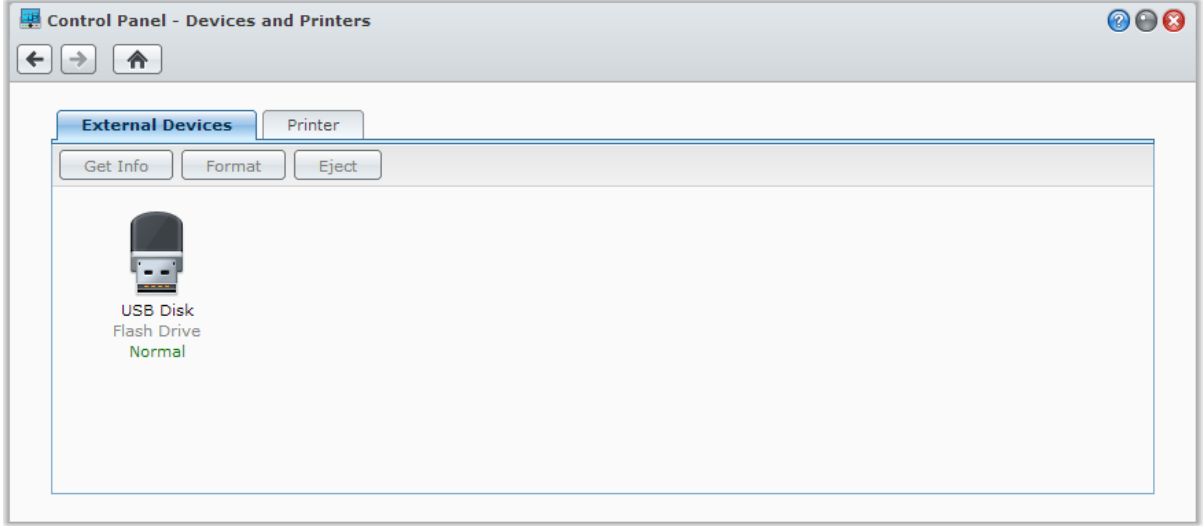 Control Panel - Devices and Printers
External Devices Printer
Get Info Format Eject
USB Disk
Flash Drive
Normal